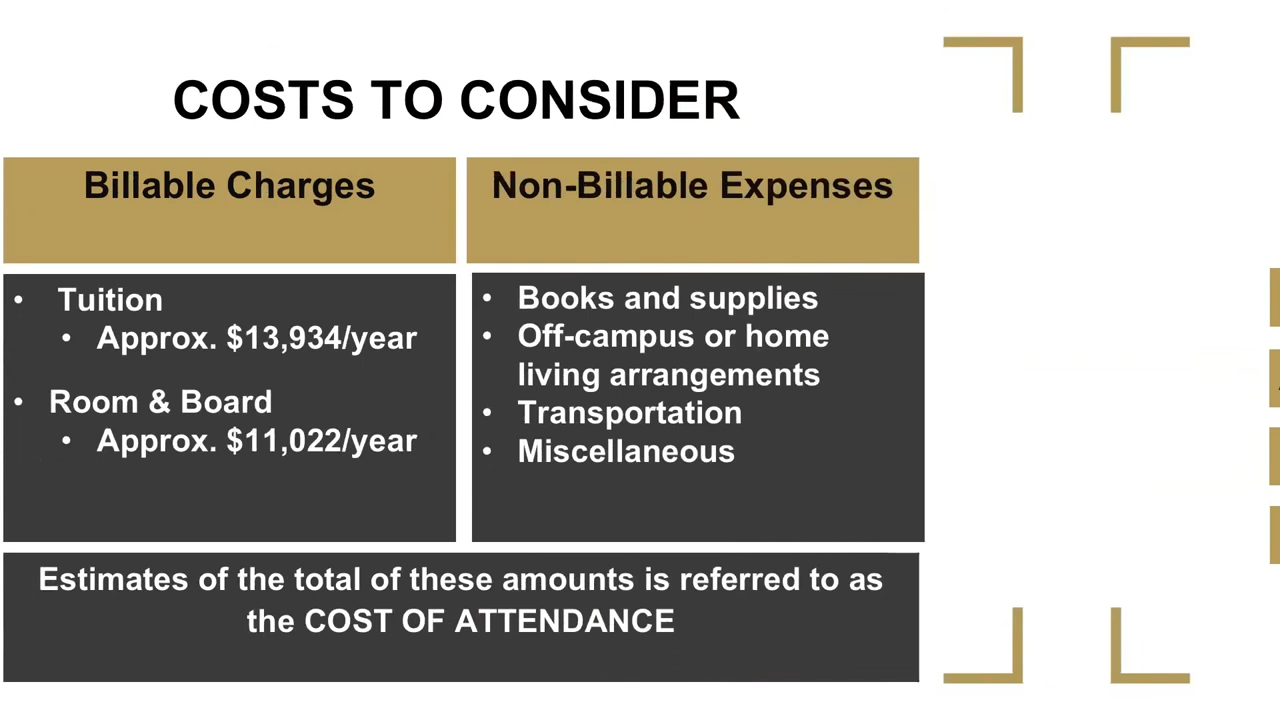 COSTS TO CONSIDER
Billable Charges
• Tuition
• Approx. $13,934/year
• Room & Board
• Approx. $11,022/year
Non-Billable Expenses
• Books and supplies
• Off-campus or home
living arrangements
• Transportation
• Miscellaneous
Estimates of the total of these amounts is referred to as
the COST OF ATTENDANCE